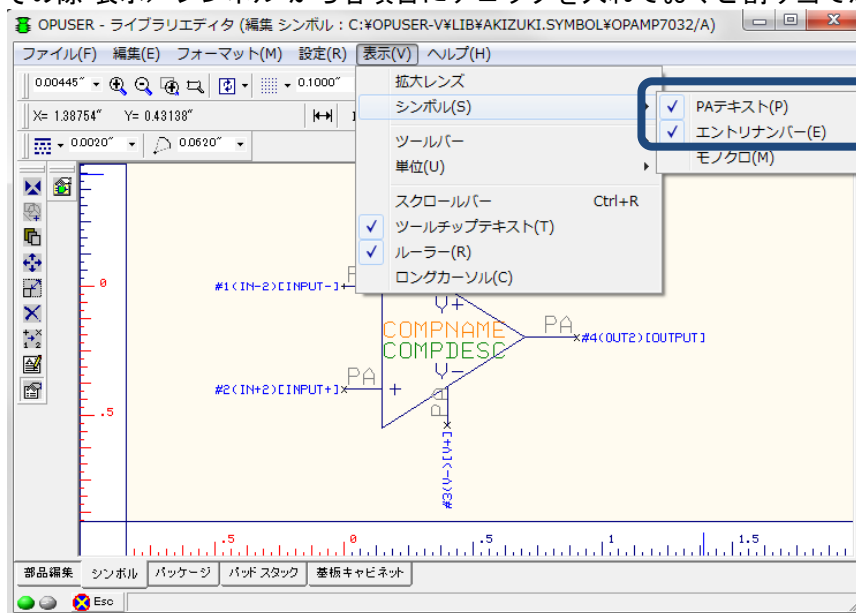 OPUSER - ライブラリエディタ (編集 シンボル : C:¥OPUSER-V¥LIB¥AKIZUKI.SYMBOL¥OPAMP7032/A)
ファイル(F) 編集(E) フォーマット(M) 設定(R) 表示(V) ヘルプ(H)
0.00445" 0.1000"
X= 1.38754" Y= 0.43138"
0.0020" 0.0620"
拡大レンズ
シンボル(S)
ツールバー
単位(U)
スクロールバー Ctrl+R
ツールチップテキスト(T)
ルーラー(R)
ロングカーソル(C)
PAテキスト(P)
エントリナンバー(E)
モノクロ(M)
0
#1(IN-2)[INPUT-]
V+
COMPNAME
COMPDESC
PA
#4(OUT2)[OUTPUT]
V-
PA
#2(IN+2)[INPUT+]
+
PA
.5
#3(V-)[V+]
.5 0 .5 1 1.5
部品編集 シンボル パッケージ パッド スタック 基板キャビネット
Esc